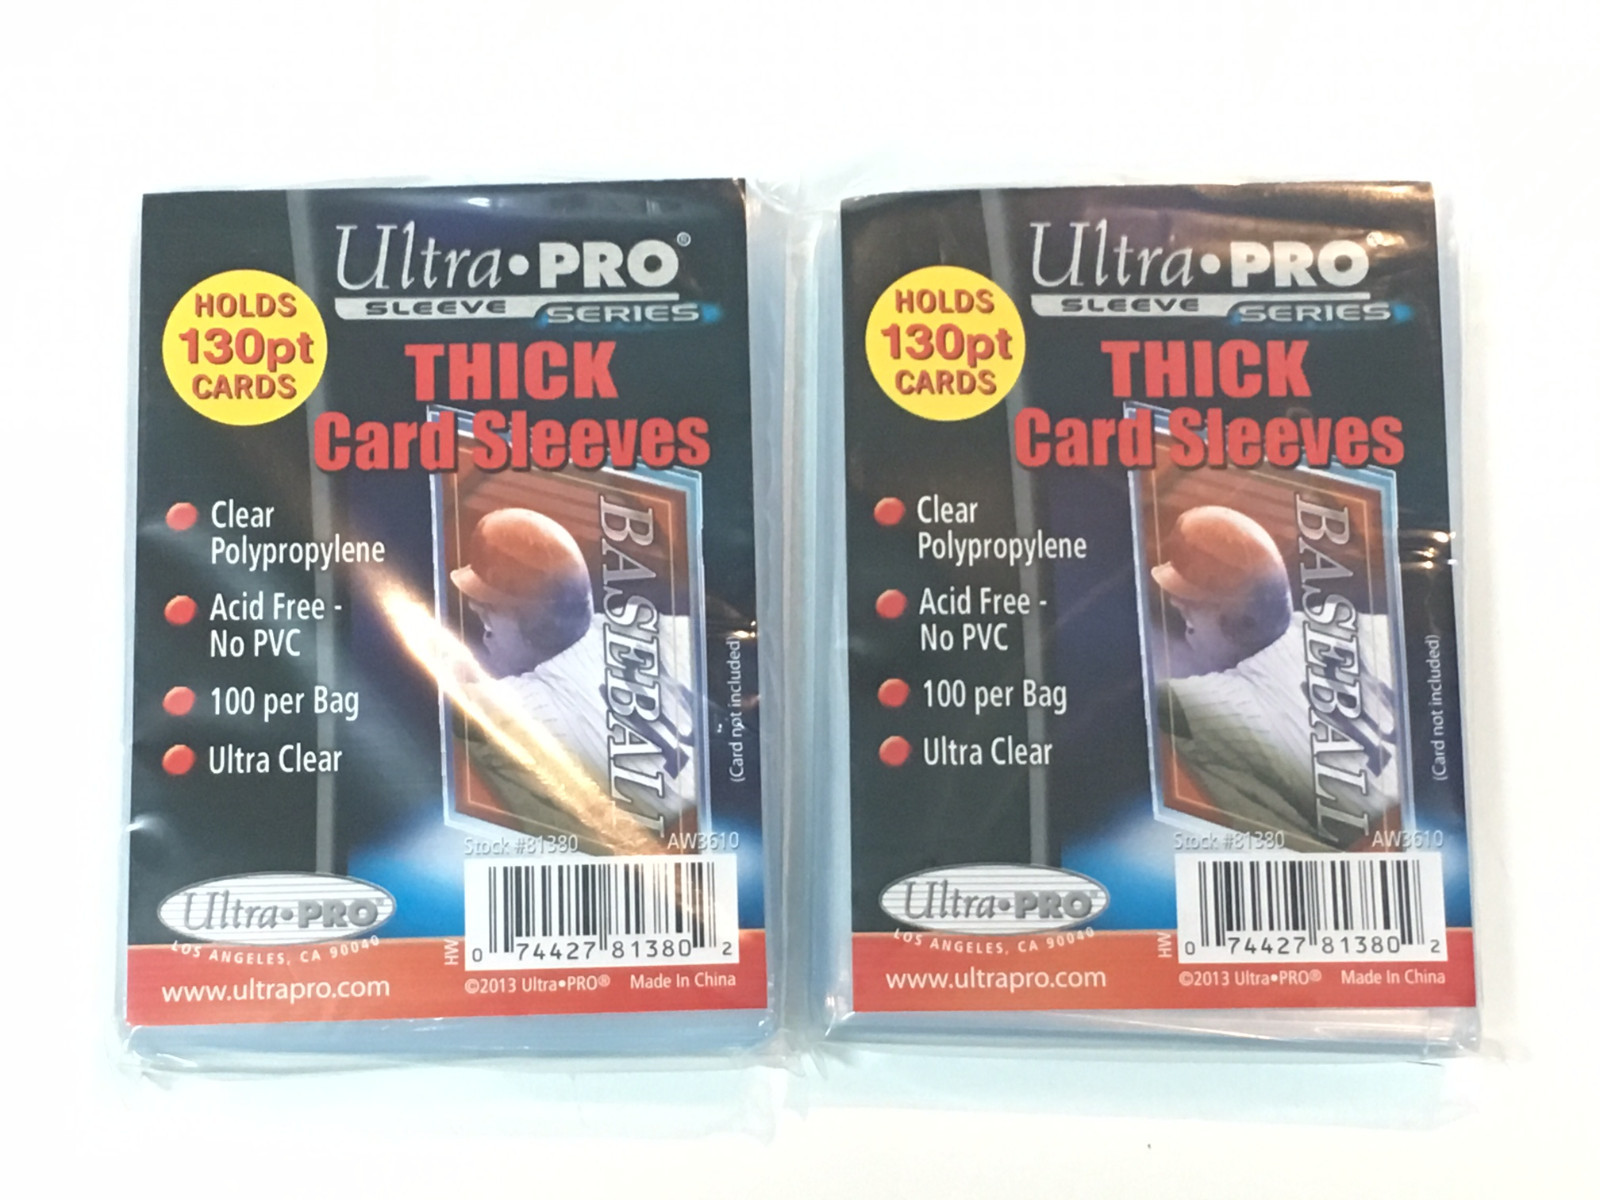 Ultra•PRO®
SLEEVE SERIES
HOLDS
130pt
CARDS
THICK
Card Sleeves
Clear
Polypropylene
Acid Free -
No PVC
100 per Bag
Ultra Clear
BASEBALL
(Card not included)
Stock #81380 AW3610
Ultra•PRO
LOS ANGELES, CA 90040
www.ultrapro.com
HW
0 74427 81380 2
©2013 Ultra•PRO® Made In China
Ultra•PRO®
SLEEVE SERIES
HOLDS
130pt
CARDS
THICK
Card Sleeves
Clear
Polypropylene
Acid Free -
No PVC
100 per Bag
Ultra Clear
BASEBALL
(Card not included)
Stock #81380 AW3610
Ultra•PRO
LOS ANGELES, CA 90040
www.ultrapro.com
HW
0 74427 81380 2
©2013 Ultra•PRO® Made In China